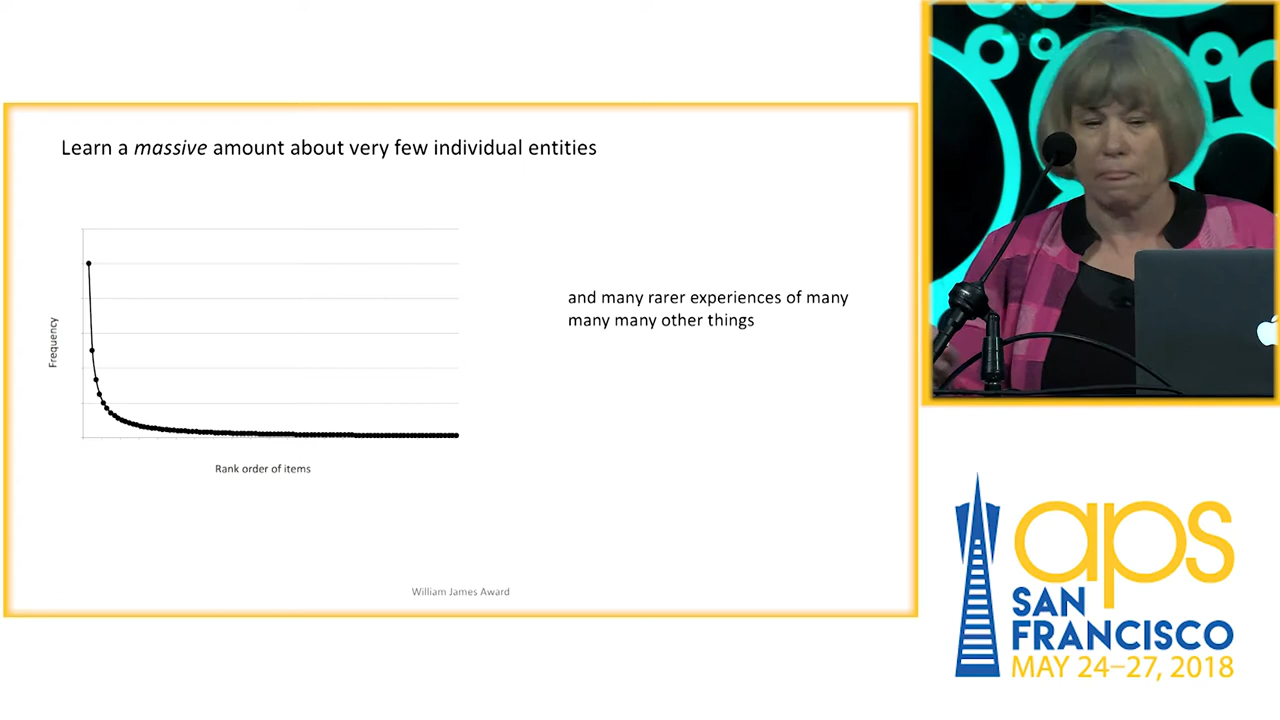 Learn a massive amount about very few individual entities
Frequency
Rank order of items
and many rarer experiences of many
many many other things
William James Award
aps
SAN
FRANCISCO
MAY 24–27, 2018